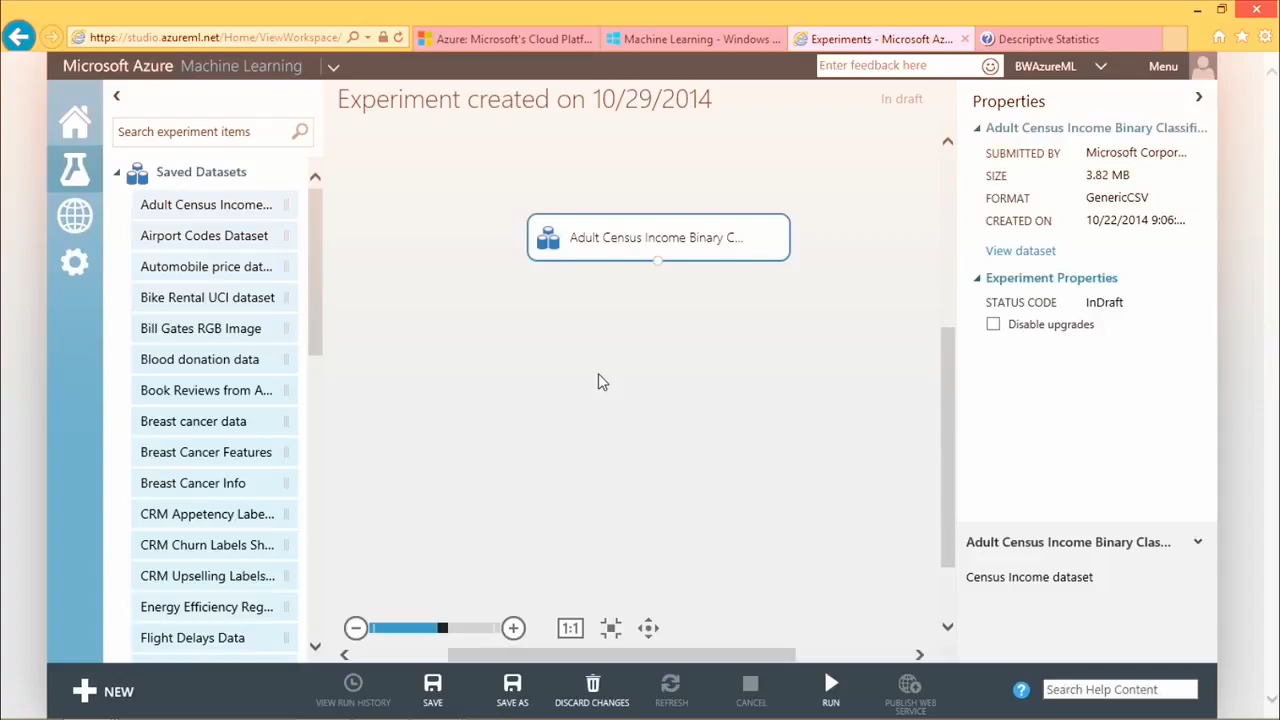 https://studio.azureml.net/Home/ViewWorkspace/
Azure: Microsoft's Cloud Platf...
Machine Learning - Windows ...
Experiments - Microsoft Az...
Descriptive Statistics
Microsoft Azure Machine Learning
Enter feedback here
BWAzureML
Menu
Search experiment items
Saved Datasets
Adult Census Income...
Airport Codes Dataset
Automobile price dat...
Bike Rental UCI dataset
Bill Gates RGB Image
Blood donation data
Book Reviews from A...
Breast cancer data
Breast Cancer Features
Breast Cancer Info
CRM Appetency Labe...
CRM Churn Labels Sh...
CRM Upselling Labels...
Energy Efficiency Reg...
Flight Delays Data
Experiment created on 10/29/2014
In draft
Adult Census Income Binary C...
1:1
Properties
Adult Census Income Binary Classifi...
SUBMITTED BY Microsoft Corpor...
SIZE 3.82 MB
FORMAT GenericCSV
CREATED ON 10/22/2014 9:06:...
View dataset
Experiment Properties
STATUS CODE InDraft
Disable upgrades
Adult Census Income Binary Clas...
Census Income dataset
NEW
VIEW RUN HISTORY
SAVE
SAVE AS
DISCARD CHANGES
REFRESH
CANCEL
RUN
PUBLISH WEB
SERVICE
Search Help Content